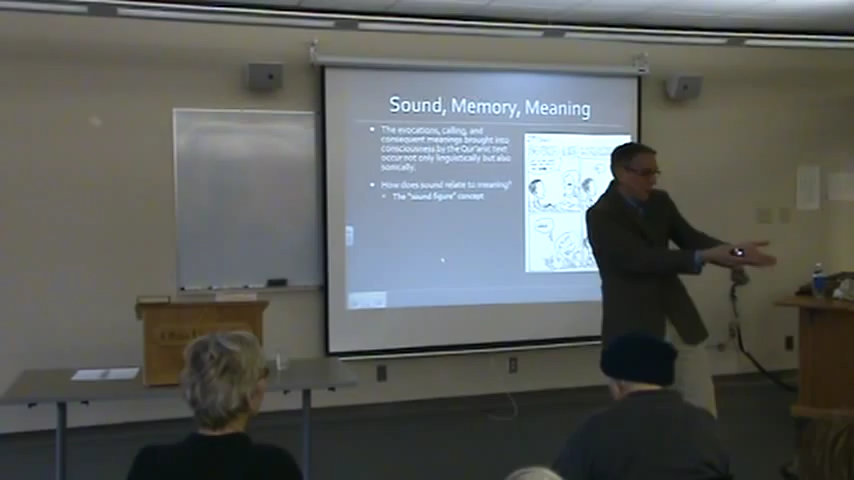 Sound, Memory, Meaning
The evocations, calling, and
consequent meanings brought into
consciousness by the Qur'anic text
occur not only linguistically but also
sonically.
How does sound relate to meaning?
The "sound figure" concept